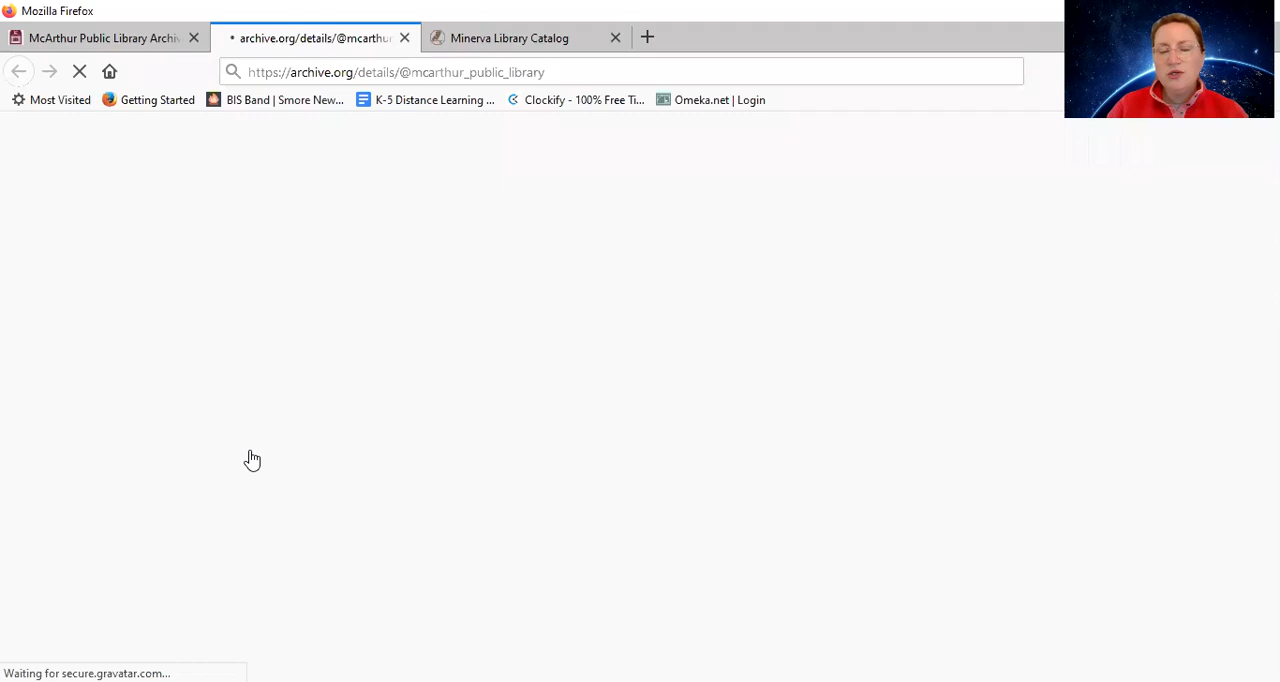 Mozilla Firefox
McArthur Public Library Archiv
archive.org/details/@mcarthur
Minerva Library Catalog
https://archive.org/details/@mcarthur_public_library
Most Visited
Getting Started
BIS Band | Smore New...
K-5 Distance Learning ...
Clockify - 100% Free Ti...
Omeka.net | Login
Waiting for secure.gravatar.com...